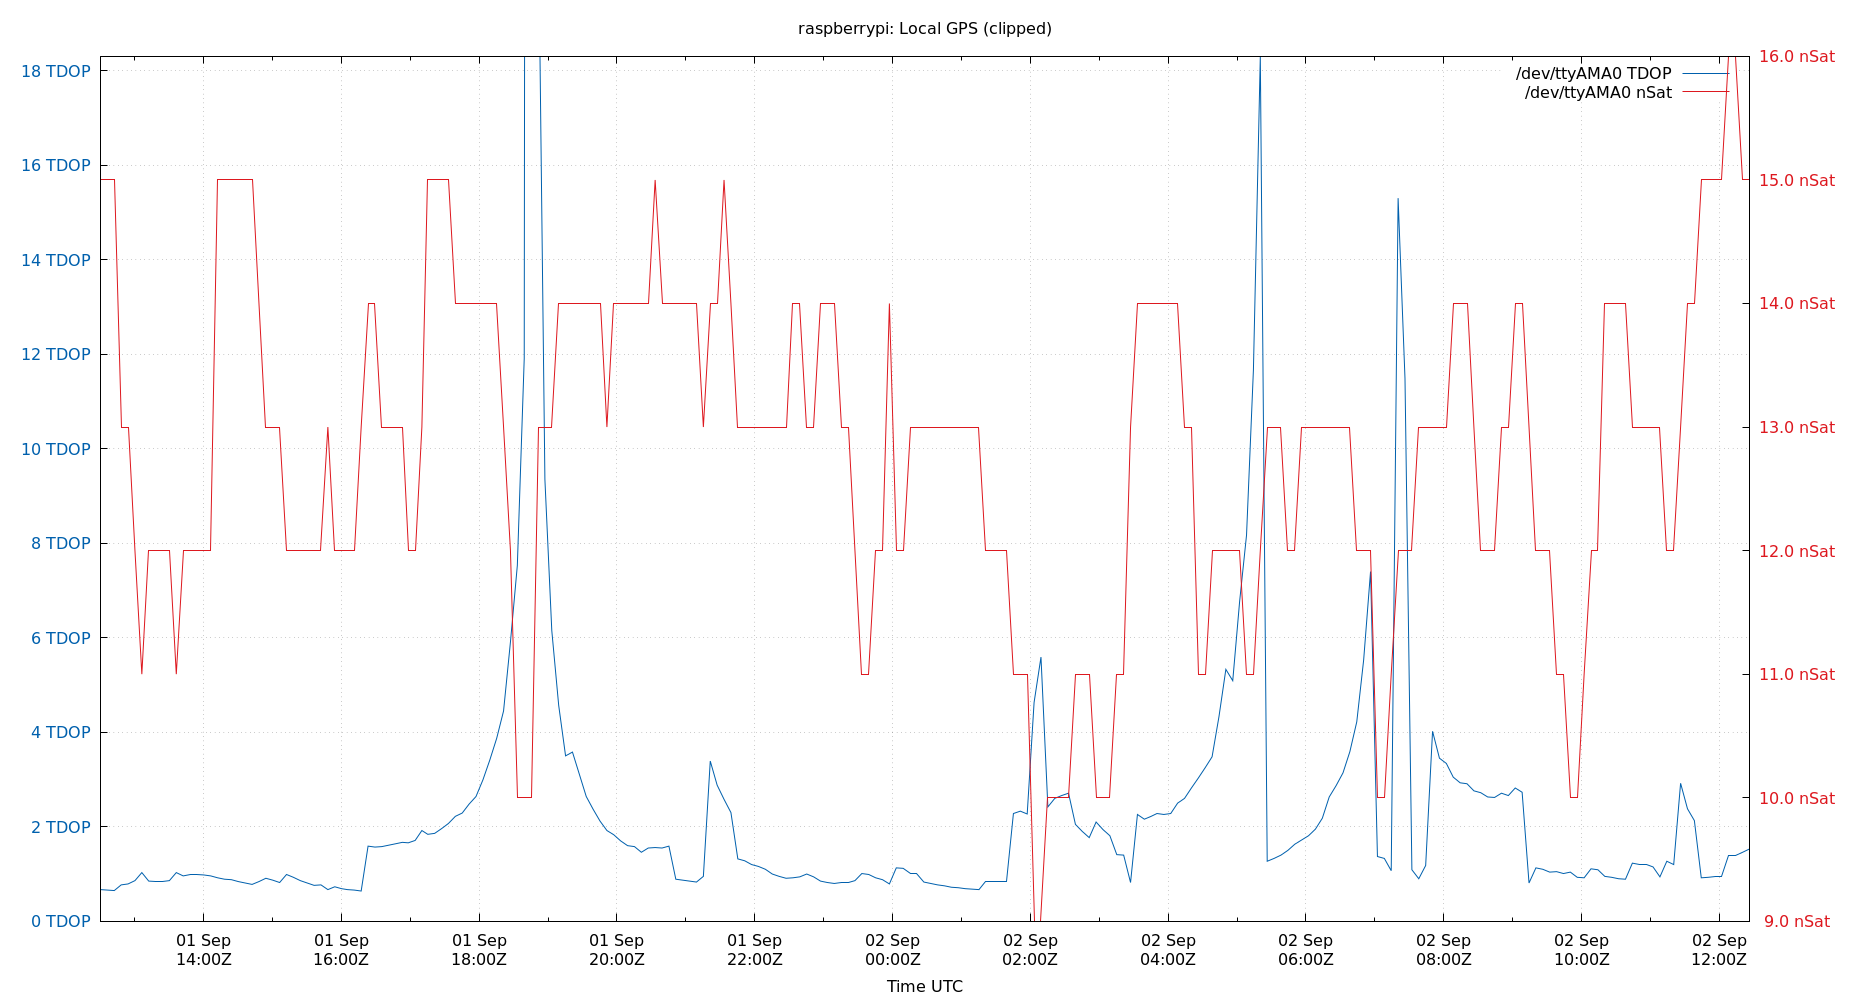 raspberrypi: Local GPS (clipped)
/dev/ttyAMA0 TDOP
/dev/ttyAMA0 nSat
18 TDOP
16 TDOP
14 TDOP
12 TDOP
10 TDOP
8 TDOP
6 TDOP
4 TDOP
2 TDOP
0 TDOP
16.0 nSat
15.0 nSat
14.0 nSat
13.0 nSat
12.0 nSat
11.0 nSat
10.0 nSat
9.0 nSat
01 Sep
14:00Z
01 Sep
16:00Z
01 Sep
18:00Z
01 Sep
20:00Z
01 Sep
22:00Z
02 Sep
00:00Z
02 Sep
02:00Z
02 Sep
04:00Z
02 Sep
06:00Z
02 Sep
08:00Z
02 Sep
10:00Z
02 Sep
12:00Z
Time UTC